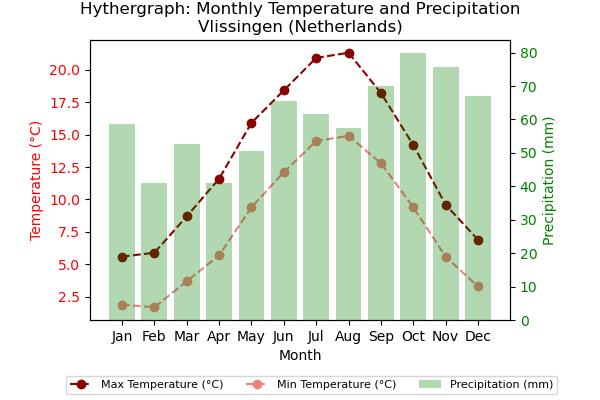 Hythergraph: Monthly Temperature and Precipitation
Vlissingen (Netherlands)
Temperature (°C)
20.0
17.5
15.0
12.5
10.0
7.5
5.0
2.5
80
70
60
50
40
30
20
10
0
Precipitation (mm)
Jan Feb Mar Apr May Jun Jul Aug Sep Oct Nov Dec
Month
Max Temperature (°C) Min Temperature (°C) Precipitation (mm)